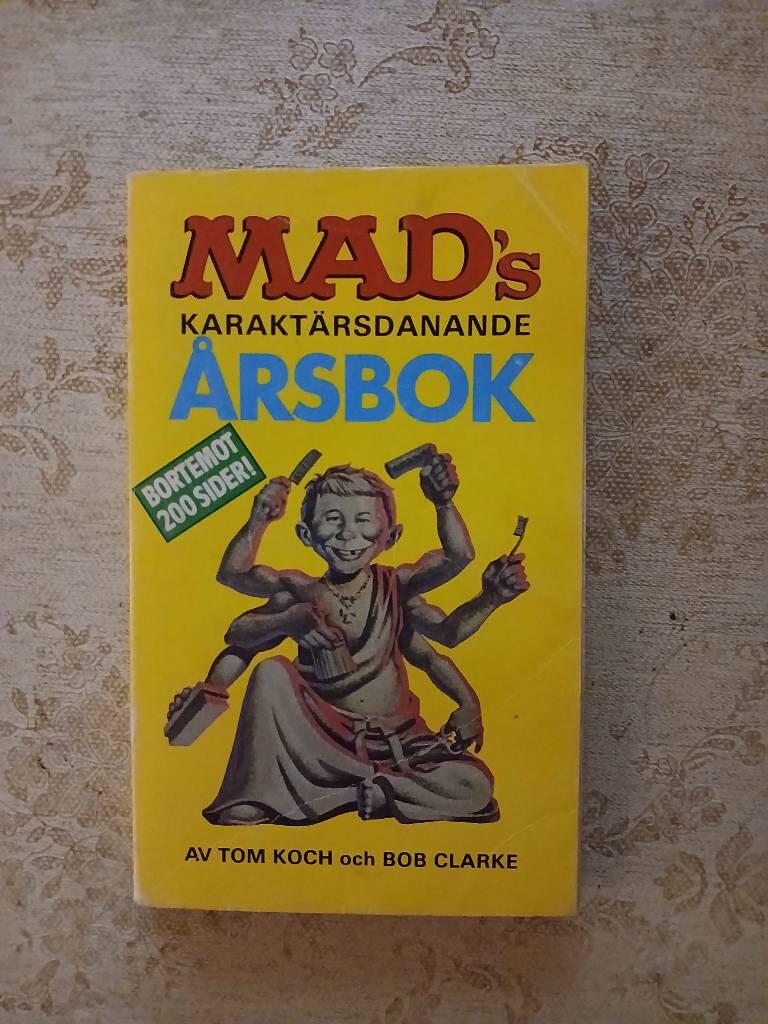 MAD's
KARAKTÄRSDANANDE
ÅRSBOK
BORTEMOT
200 SIDER!
AV TOM KOCH och BOB CLARKE